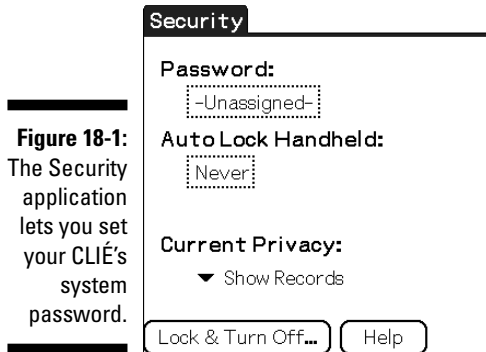 Security
Password:
-Unassigned-
Auto Lock Handheld:
Never
Current Privacy:
Show Records
Lock & Turn Off...
Help
Figure 18-1:
The Security
application
lets you set
your CLIÉ's
system
password.